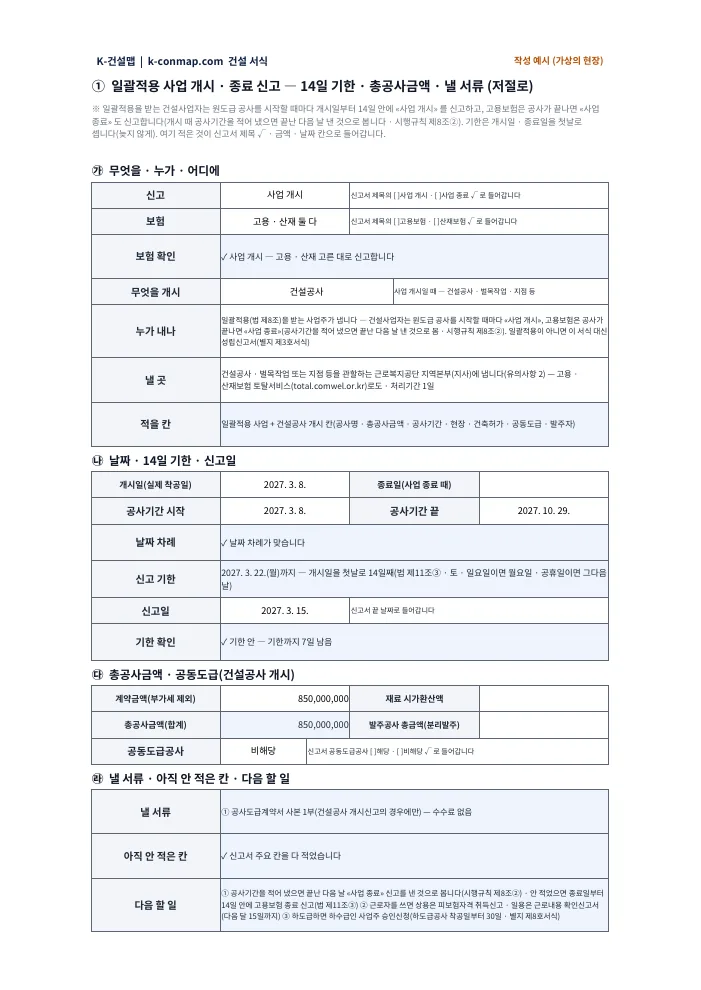 K-건설맵 | k-conmap.com 건설 서식
작성 예시 (가상의 현장)
① 일괄적용 사업 개시 · 종료 신고 — 14일 기한 · 총공사금액 · 낼 서류 (저절로)
※ 일괄적용을 받는 건설사업자는 원도급 공사를 시작할 때마다 개시일부터 14일 안에 «사업 개시» 를 신고하고, 고용보험은 공사가 끝나면 «사업
종료» 도 신고합니다(개시 때 공사기간을 적어 냈으면 끝난 다음 날 낸 것으로 봅니다 · 시행규칙 제8조②). 기한은 개시일 · 종료일을 첫날로
셈니다(늦지 않게). 여기 적은 것이 신고서 제목 √ · 금액 · 날짜 칸으로 들어갑니다.
㉮ 무엇을 · 누가 · 어디에
신고 사업 개시 신고서 제목의 [ ]사업 개시 · [ ]사업 종료 √ 로 들어갑니다
보험 고용 · 산재 둘 다 신고서 제목의 [ ]고용보험 · [ ]산재보험 √ 로 들어갑니다
보험 확인 ✓ 사업 개시 — 고용 · 산재 고른 대로 신고합니다
무엇을 개시 건설공사 사업 개시일 때 — 건설공사 · 벌목작업 · 지점 등
누가 내나
일괄적용(법 제8조)을 받는 사업주가 냅니다 — 건설사업자는 원도급 공사를 시작할 때마다 «사업 개시», 고용보험은 공사가
끝나면 «사업 종료»(공사기간을 적어 냈으면 끝난 다음 날 낸 것으로 봄 · 시행규칙 제8조②). 일괄적용이 아니면 이 서식 대신
성립신고서(별지 제3호서식)
낼 곳
건설공사 · 벌목작업 또는 지점 등을 관할하는 근로복지공단 지역본부(지사)에 냅니다(유의사항 2) — 고용 ·
산재보험 토탈서비스(total.comwel.or.kr)로도 · 처리기간 1일
적을 칸 일괄적용 사업 + 건설공사 개시 칸(공사명 · 총공사금액 · 공사기간 · 현장 · 건축허가 · 공동도급 · 발주자)
㉯ 날짜 · 14일 기한 · 신고일
개시일(실제 착공일) 2027. 3. 8. 종료일(사업 종료 때)
공사기간 시작 2027. 3. 8. 공사기간 끝 2027. 10. 29.
날짜 차례 ✓ 날짜 차례가 맞습니다
신고 기한
2027. 3. 22.(월)까지 — 개시일을 첫날로 14일째(법 제11조③ · 토 · 일요일이면 월요일 · 공휴일이면 그다음
날)
신고일 2027. 3. 15. 신고서 끝 날짜로 들어갑니다
기한 확인 ✓ 기한 안 — 기한까지 7일 남음
㉰ 총공사금액 · 공동도급(건설공사 개시)
계약금액(부가세 제외) 850,000,000 재료 시가환산액
총공사금액(합계) 850,000,000 발주공사 총금액(분리발주)
공동도급공사 비해당 신고서 공동도급공사 [ ]해당 · [ ]비해당 √ 로 들어갑니다
㉱ 낼 서류 · 아직 안 적은 칸 · 다음 할 일
낼 서류 ① 공사도급계약서 사본 1부(건설공사 개시신고의 경우에만) — 수수료 없음
아직 안 적은 칸 ✓ 신고서 주요 칸을 다 적었습니다
다음 할 일
① 공사기간을 적어 냈으면 끝난 다음 날 «사업 종료» 신고를 낸 것으로 봅니다(시행규칙 제8조②) · 안 적었으면 종료일부터
14일 안에 고용보험 종료 신고(법 제11조③) ② 근로자를 쓰면 상용은 피보험자격 취득신고 · 일용은 근로내용 확인신고서
(다음 달 15일까지) ③ 하도급하면 하수급인 사업주 승인신청(하도급공사 착공일부터 30일 · 별지 제8호서식)